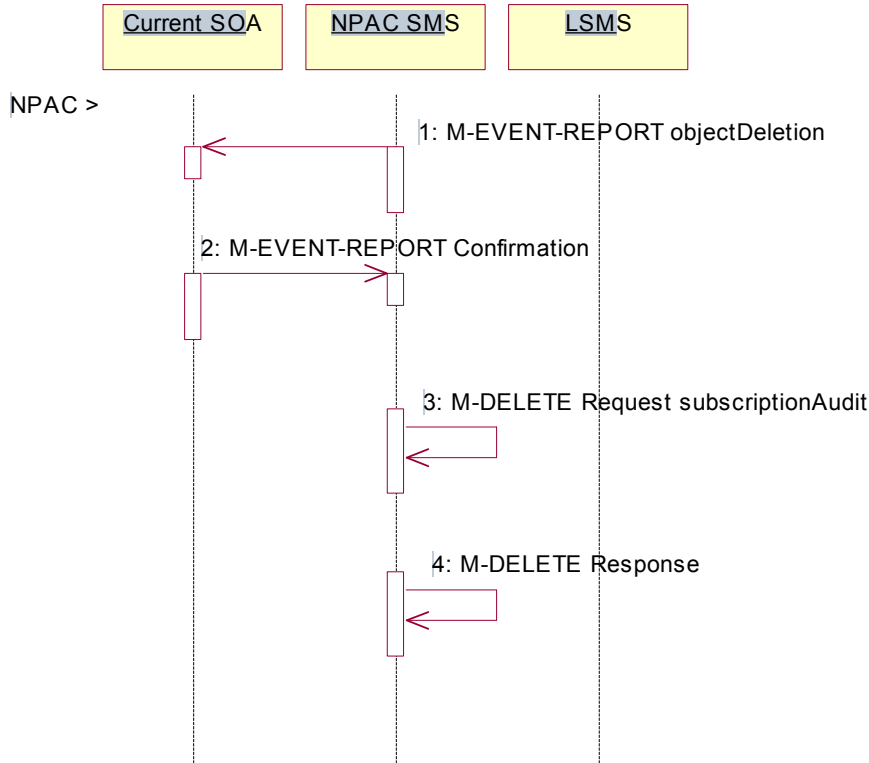 Current SOA
NPAC SMS
LSMS
NPAC >
1: M-EVENT-REPORT objectDeletion
2: M-EVENT-REPORT Confirmation
3: M-DELETE Request subscriptionAudit
4: M-DELETE Response